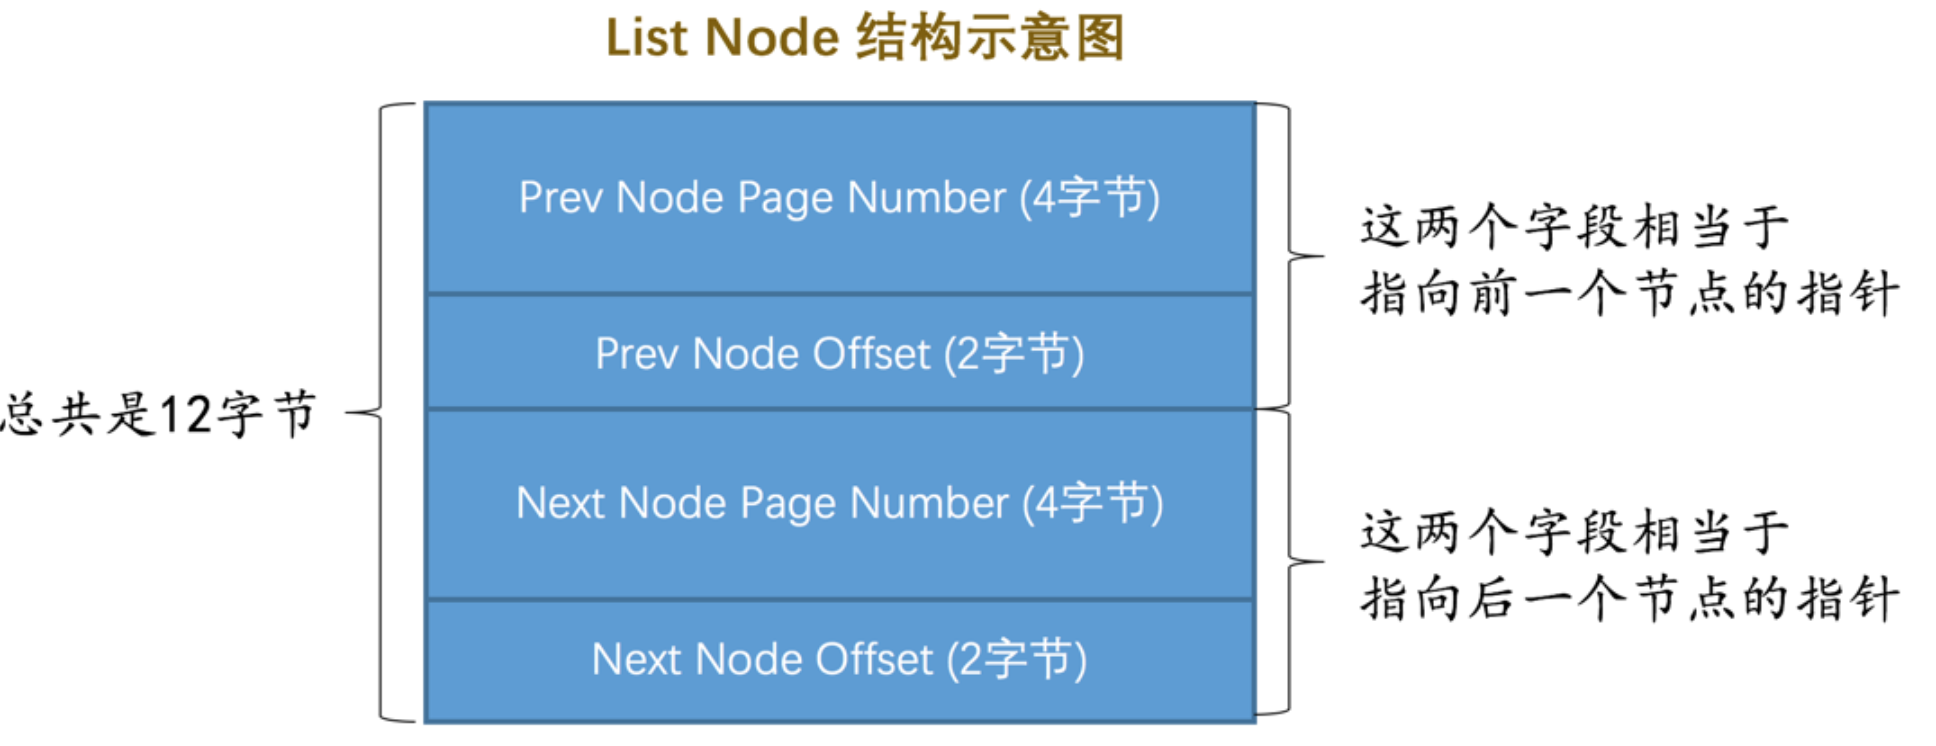 List Node 结构示意图
Prev Node Page Number (4字节)
这两个字段相当于
指向前一个节点的指针
Prev Node Offset (2字节)
总共是12字节
Next Node Page Number (4字节)
这两个字段相当于
指向后一个节点的指针
Next Node Offset (2字节)